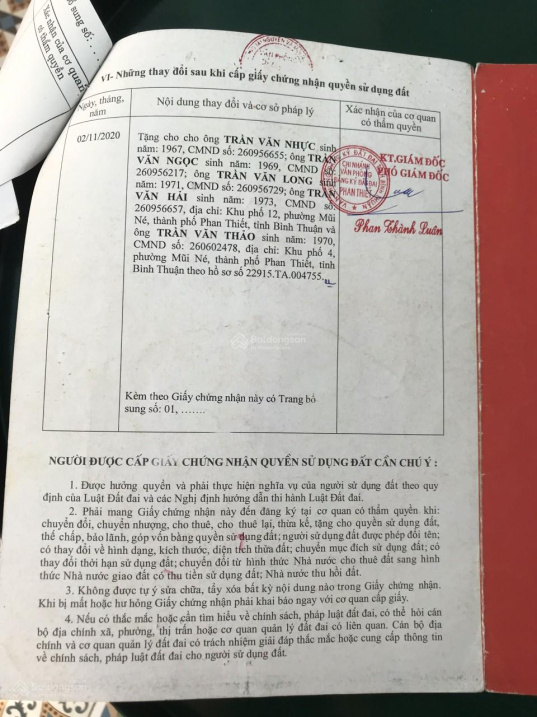 ổ sung số: . .
Xác nhận của cơ quan
có thẩm quyền
VI- Những thay đổi sau khi cấp giấy chứng nhận quyền sử dụng đất
Ngày, tháng,
năm
Nội dung thay đổi và cơ sở pháp lý
Xác nhận của cơ quan
có thẩm quyền
02/11/2020
Tặng cho cho ông TRẦN VĂN NHỰC sinh
năm: 1967, CMND số: 260956655; ông TRẦN
VĂN NGỌC sinh năm: 1969, CMND số:
260956217; ông TRẦN VĂN LONG sinh
năm: 1971, CMND số: 260956729; ông TRẦN
VĂN HẢI sinh năm: 1973, CMND số:
260956657, địa chỉ: Khu phố 12, phường Mũi
Né, thành phố Phan Thiết, tỉnh Bình Thuận và
ông TRẦN VĂN THẢO sinh năm: 1970,
CMND số: 260602478, địa chỉ: Khu phố 4,
phường Mũi Né, thành phố Phan Thiết, tỉnh
Bình Thuận theo hồ sơ số 22915.TA.004755.
KT.GIÁM ĐỐC
PHÓ GIÁM ĐỐC
CHI NHÁNH
VĂN PHÒNG
ĐĂNG KÝ ĐẤT ĐAI
PHAN THIẾT
Phan Thành Luân
Batdongsan
Kèm theo Giấy chứng nhận này có Trang bổ
sung số: 01, …….
NGƯỜI ĐƯỢC CẤP GIẤY CHỨNG NHẬN QUYỀN SỬ DỤNG ĐẤT CẦN CHÚ Ý :
1. Được hưởng quyền và phải thực hiện nghĩa vụ của người sử dụng đất theo quy
định của Luật Đất đai và các Nghị định hướng dẫn thi hành Luật Đất đai.
2. Phải mang Giấy chứng nhận này đến đăng ký tại cơ quan có thẩm quyền khi:
chuyển đổi, chuyển nhượng, cho thuê, cho thuê lại, thừa kế, tặng cho quyền sử dụng đất,
thế chấp, bảo lãnh, góp vốn bằng quyền sử dụng đất; người sử dụng đất được phép đổi tên;
có thay đổi về hình dạng, kích thước, diện tích thửa đất; chuyển mục đích sử dụng đất; có
thay đổi thời hạn sử dụng đất; chuyển đổi từ hình thức Nhà nước cho thuê đất sang hình
thức Nhà nước giao đất có thu tiền sử dụng đất; Nhà nước thu hồi đất.
3. Không được tự ý sửa chữa, tẩy xóa bất kỳ nội dung nào trong Giấy chứng nhận.
Khi bị mất hoặc hư hỏng Giấy chứng nhận phải khai báo ngay với cơ quan cấp giấy.
4. Nếu có thắc mắc hoặc cần tìm hiểu về chính sách, pháp luật đất đai, có thể hỏi cán
bộ địa chính xã, phường, thị trấn hoặc cơ quan quản lý đất đai có liên quan. Cán bộ địa
chính và cơ quan quản lý đất đai có trách nhiệm giải đáp thắc mắc hoặc cung cấp thông tin
về chính sách, pháp luật đất đai cho người sử dụng đất.